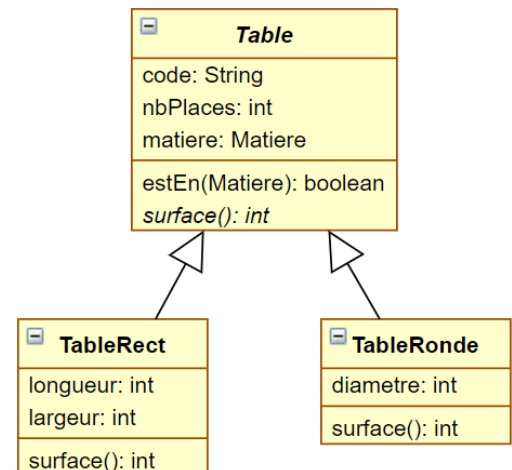 Table
code: String
nbPlaces: int
matiere: Matiere
estEn(Matiere): boolean
surface(): int
TableRect
longueur: int
largeur: int
surface(): int
TableRonde
diametre: int
surface(): int